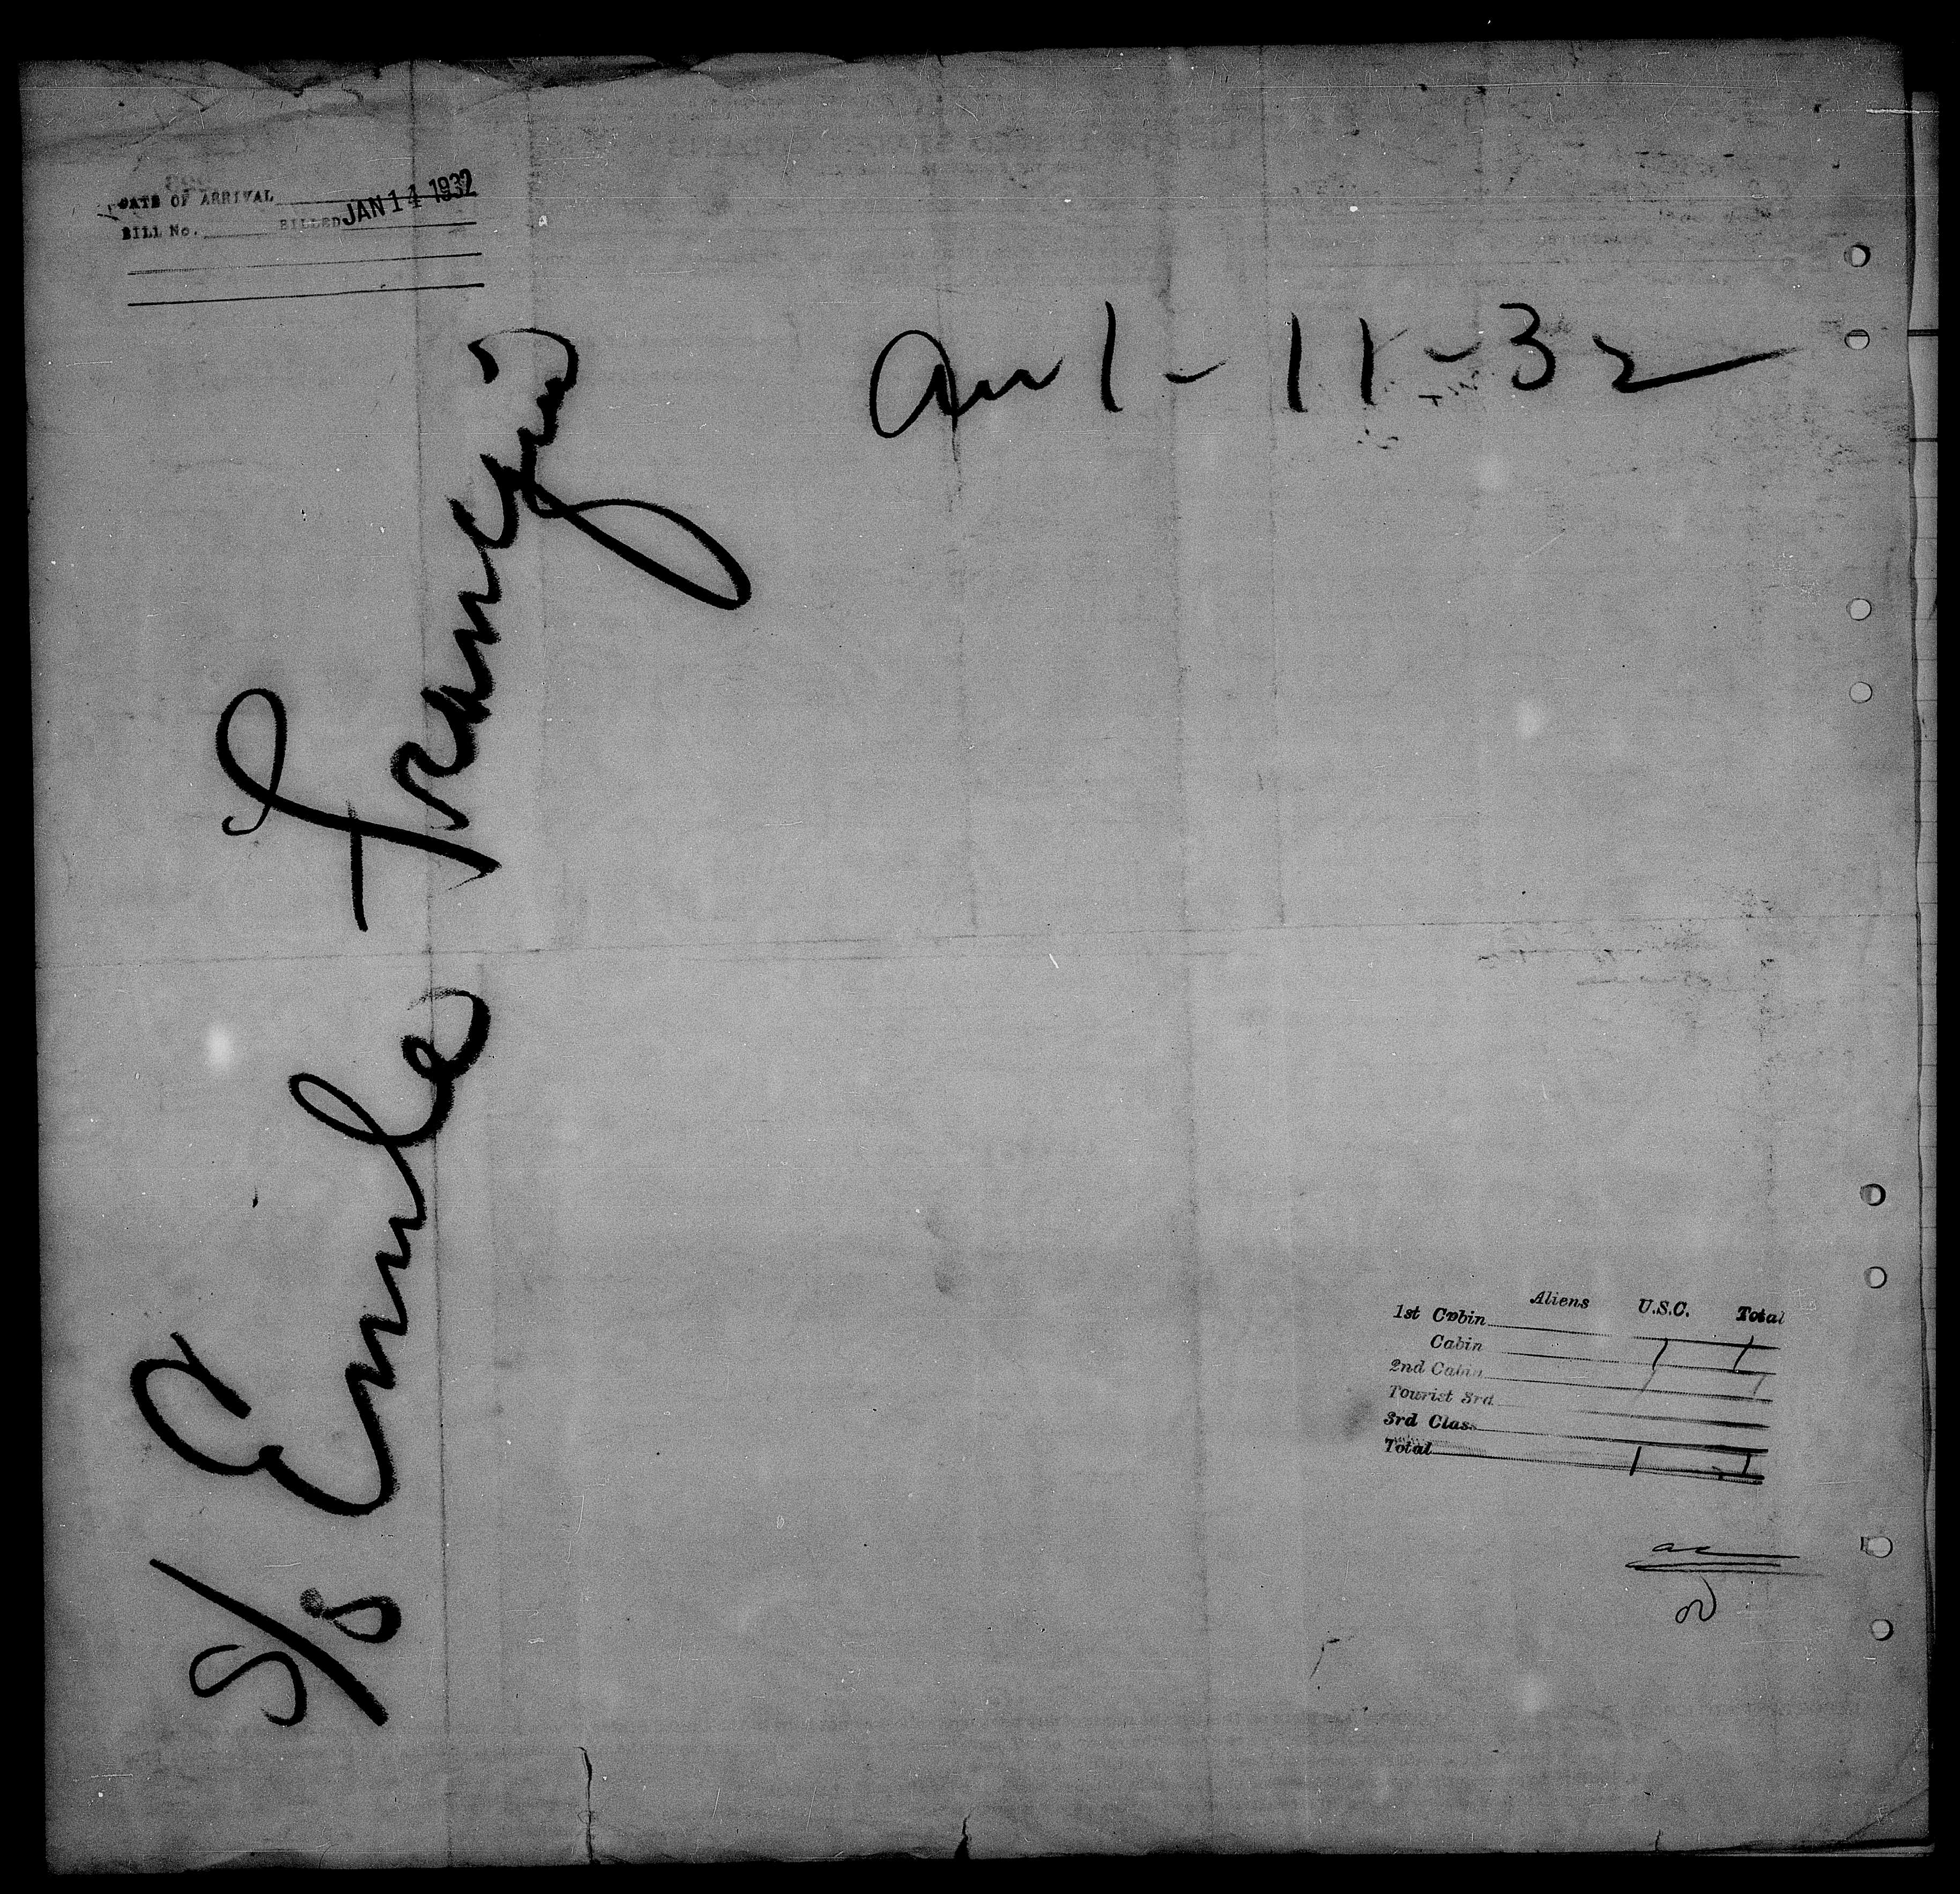 DATE OF ARRIVAL
BILL No. BILLED JAN 14 1932
Arr 1-11-32
S/S Emile Francqui
Aliens U.S.C. Total
1st Cabin
Cabin 1 1
2nd Cabin
Tourist 3rd
3rd Class
Total 1 1